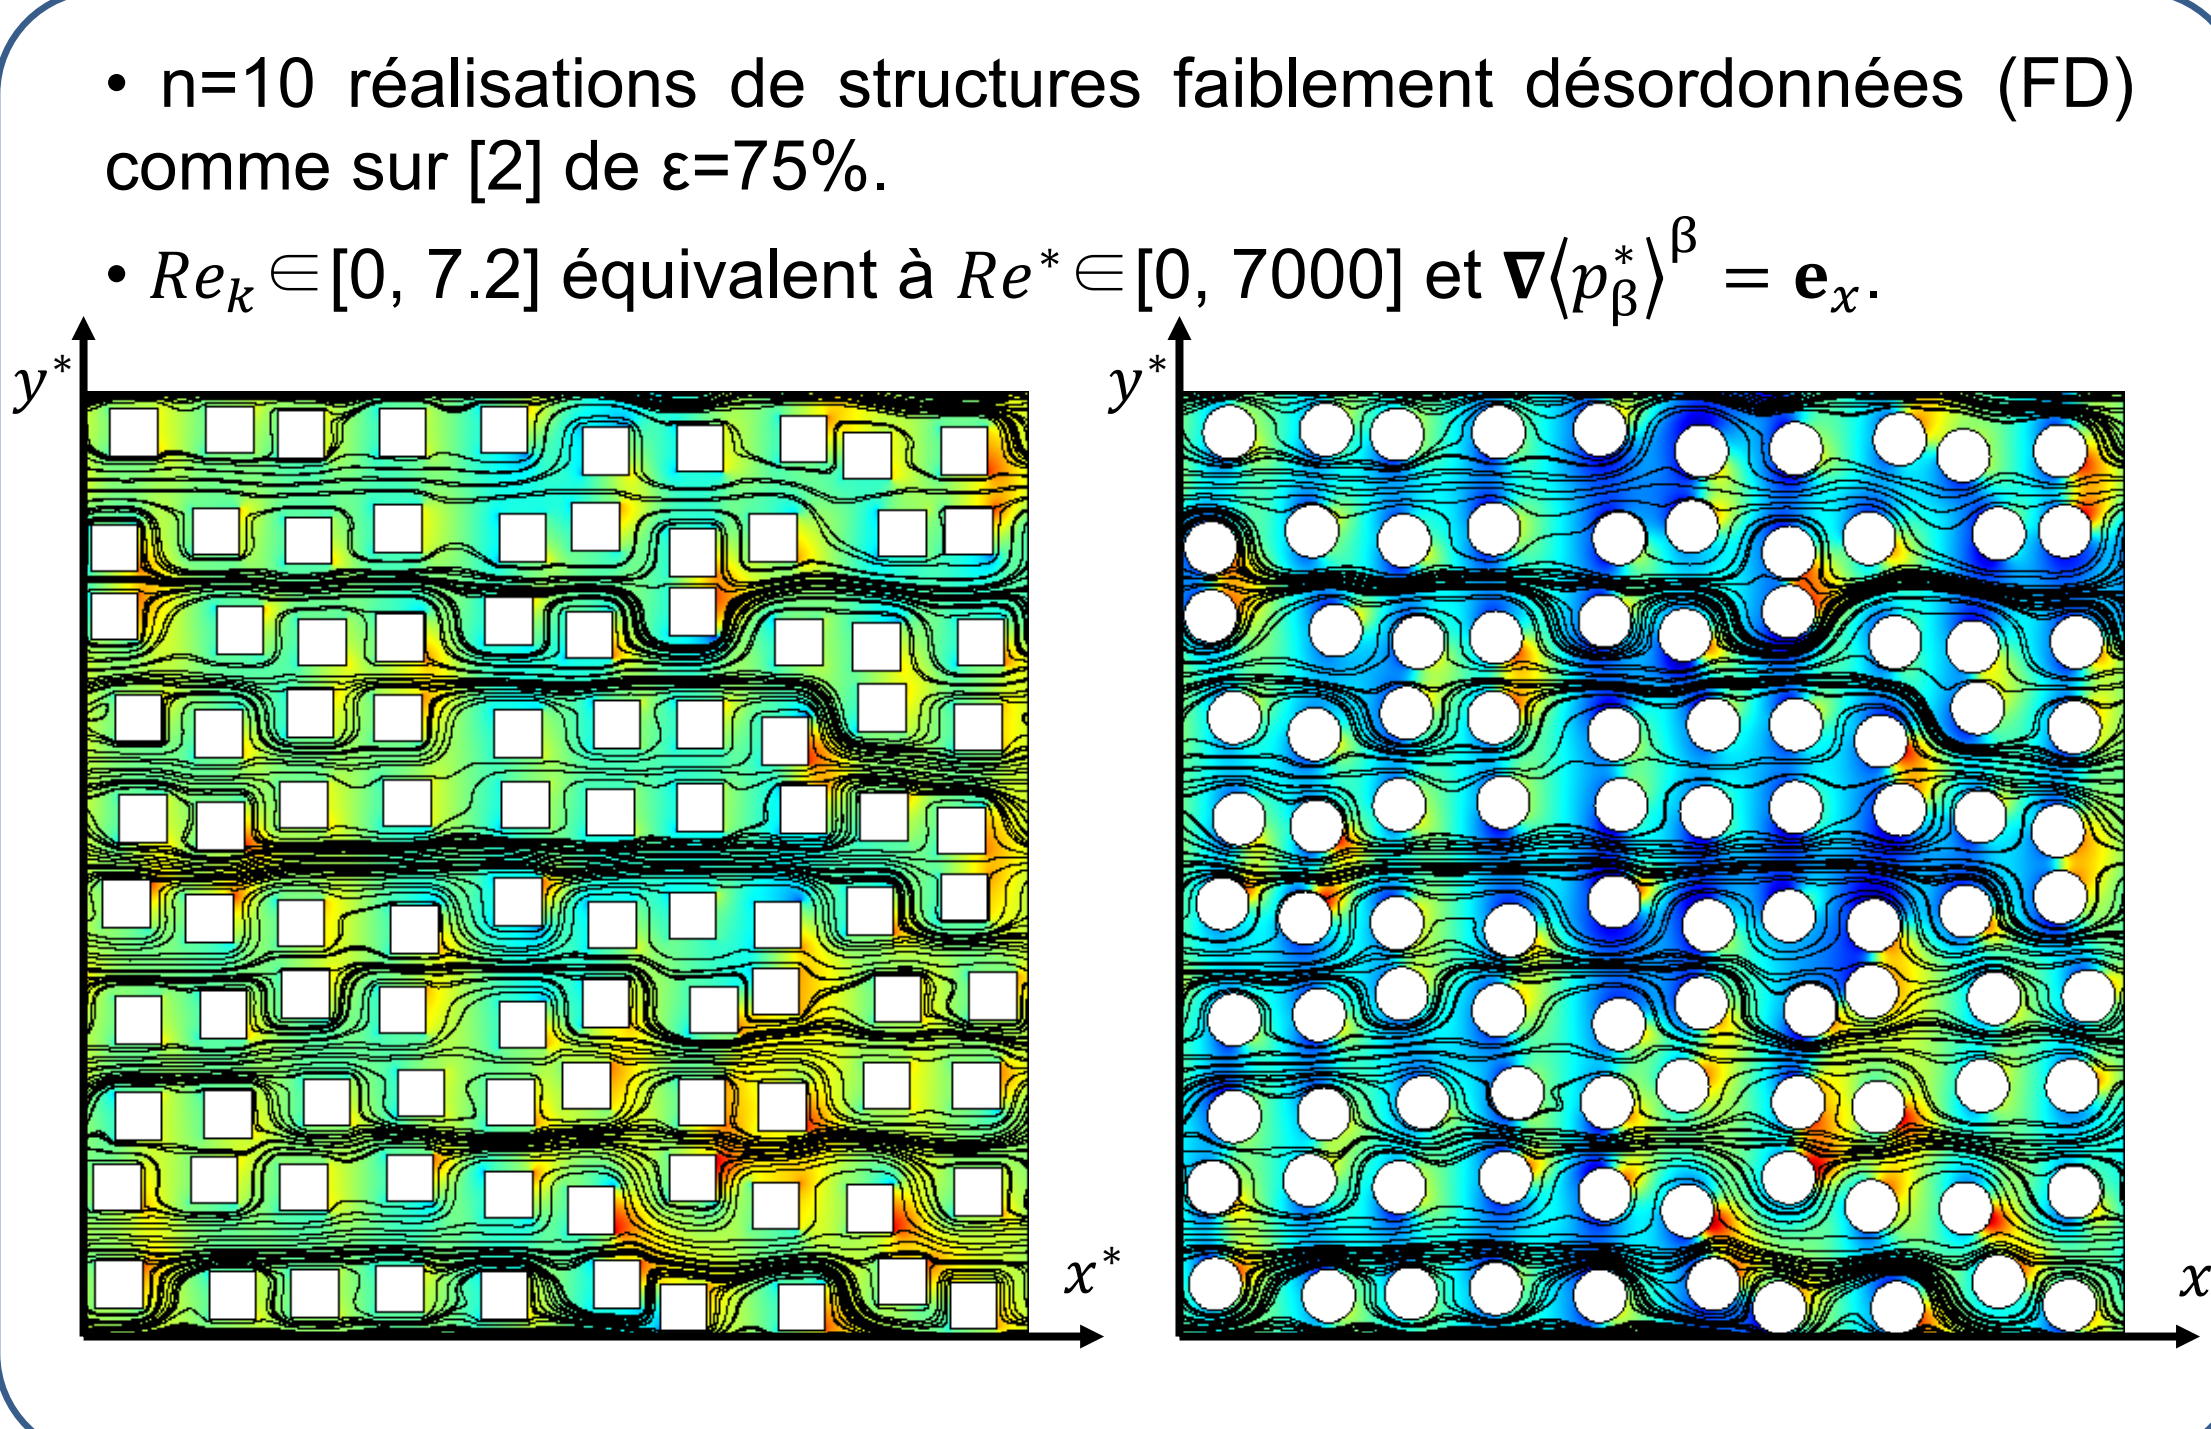 • n=10 réalisations de structures faiblement désordonnées (FD)
comme sur [2] de ε=75%.
• Re_k ∈[0, 7.2] équivalent à Re* ∈[0, 7000] et ∇⟨p*_β⟩^β = e_x.
y*
y*
x*
x